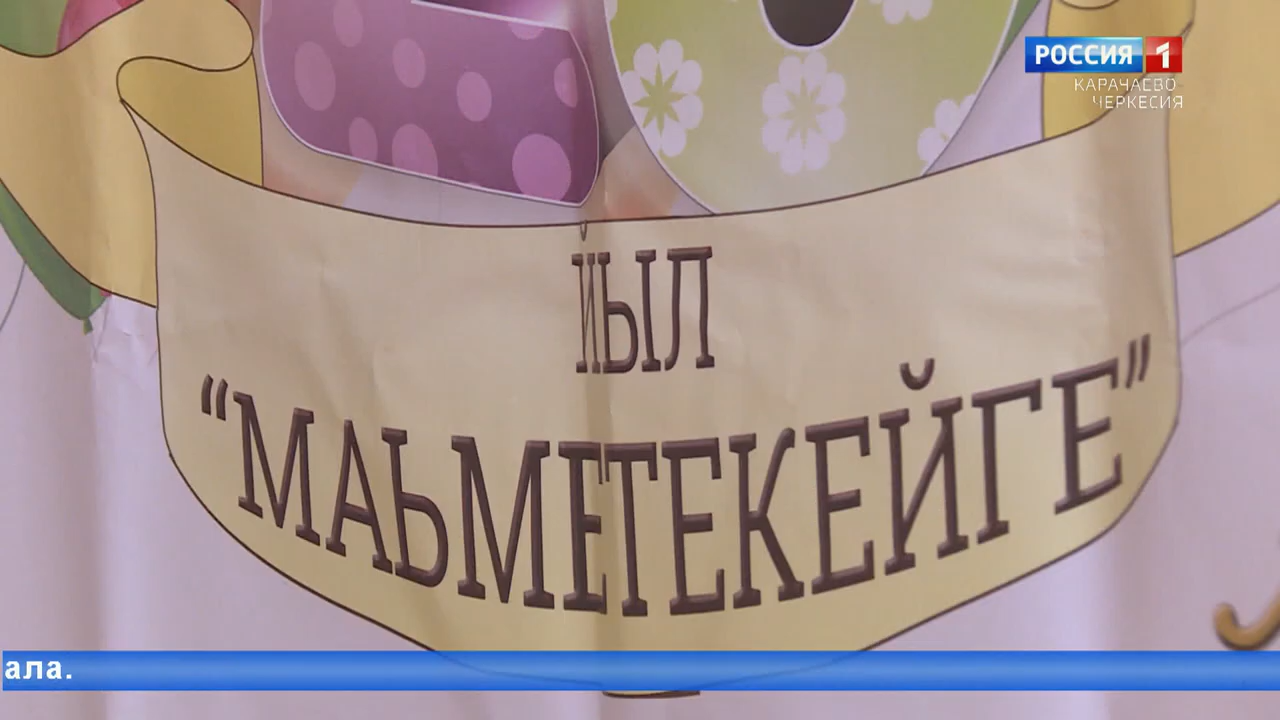 РОССИЯ 1
КАРАЧАЕВО
ЧЕРКЕСИЯ
ЙЫЛ
“МАЬМЕТЕКЕЙГЕ”
ала.